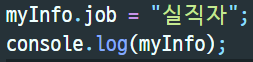 myInfo.job = "실직자";
console.log(myInfo);